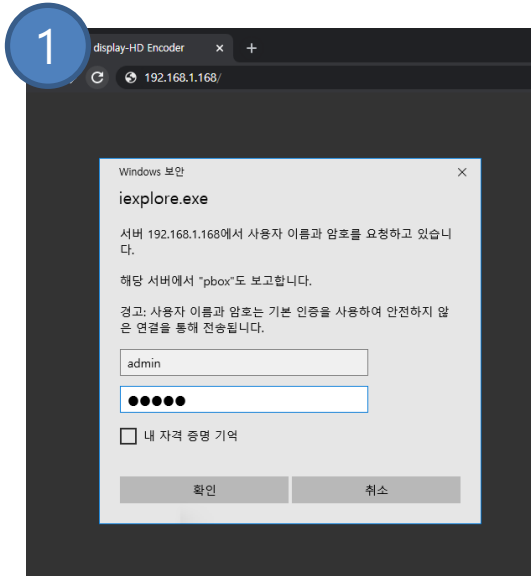 1
display-HD Encoder
192.168.1.168/
Windows 보안
iexplore.exe
서버 192.168.1.168에서 사용자 이름과 암호를 요청하고 있습니
다.
해당 서버에서 "pbox"도 보고합니다.
경고: 사용자 이름과 암호는 기본 인증을 사용하여 안전하지 않
은 연결을 통해 전송됩니다.
admin
●●●●●
내 자격 증명 기억
확인 취소